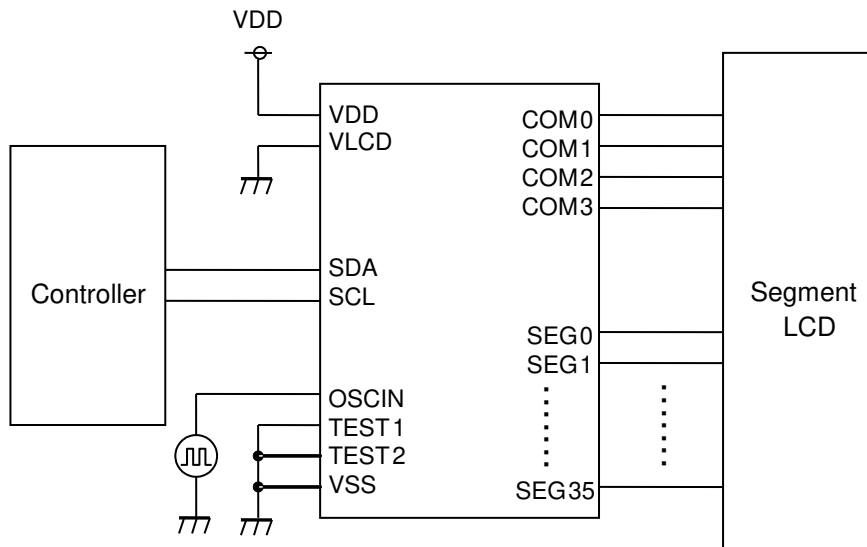 VDD
VDD
VLCD
SDA
SCL
OSCIN
TEST1
TEST2
VSS
COM0
COM1
COM2
COM3
SEG0
SEG1
SEG35
Controller
Segment
LCD